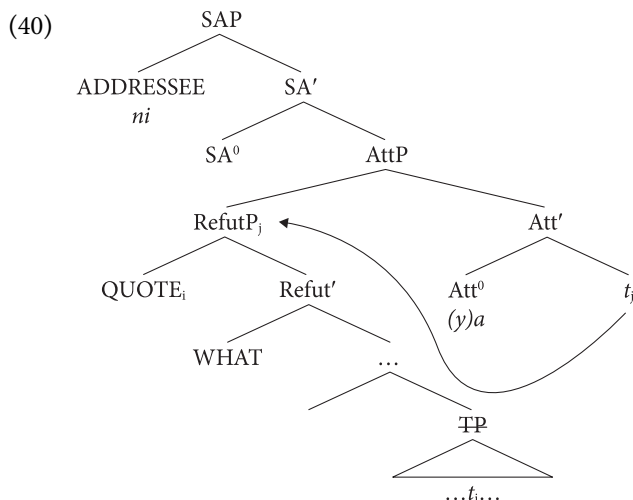 (40)
SAP
ADDRESSEE SA′
ni
SA⁰ AttP
RefutPⱼ Att′
QUOTEᵢ Refut′ Att⁰ tⱼ
(y)a
WHAT …
TP
…tᵢ…